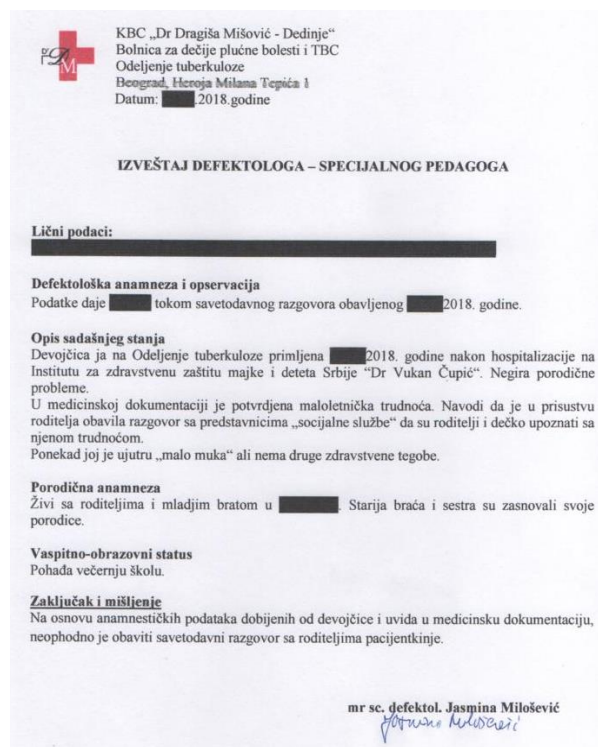 KBC „Dr Dragiša Mišović - Dedinje"
Bolnica za dečije plućne bolesti i TBC
Odeljenje tuberkuloze
Beograd, Heroja Milana Tepića 1
Datum: .2018.godine
IZVEŠTAJ DEFEKTOLOGA – SPECIJALNOG PEDAGOGA
Lični podaci:
Defektološka anamneza i opservacija
Podatke daje tokom savetodavnog razgovora obavljenog 2018. godine.
Opis sadašnjeg stanja
Devojčica ja na Odeljenje tuberkuloze primljena 2018. godine nakon hospitalizacije na
Institutu za zdravstvenu zaštitu majke i deteta Srbije "Dr Vukan Čupić". Negira porodične
probleme.
U medicinskoj dokumentaciji je potvrdjena maloletnička trudnoća. Navodi da je u prisustvu
roditelja obavila razgovor sa predstavnicima „socijalne službe" da su roditelji i dečko upoznati sa
njenom trudnoćom.
Ponekad joj je ujutru „malo muka" ali nema druge zdravstvene tegobe.
Porodična anamneza
Živi sa roditeljima i mladjim bratom u . Starija braća i sestra su zasnovali svoje
porodice.
Vaspitno-obrazovni status
Pohađa večernju školu.
Zaključak i mišljenje
Na osnovu anamnestičkih podataka dobijenih od devojčice i uvida u medicinsku dokumentaciju,
neophodno je obaviti savetodavni razgovor sa roditeljima pacijentkinje.
mr sc. defektol. Jasmina Milošević
Jasmina Milošević